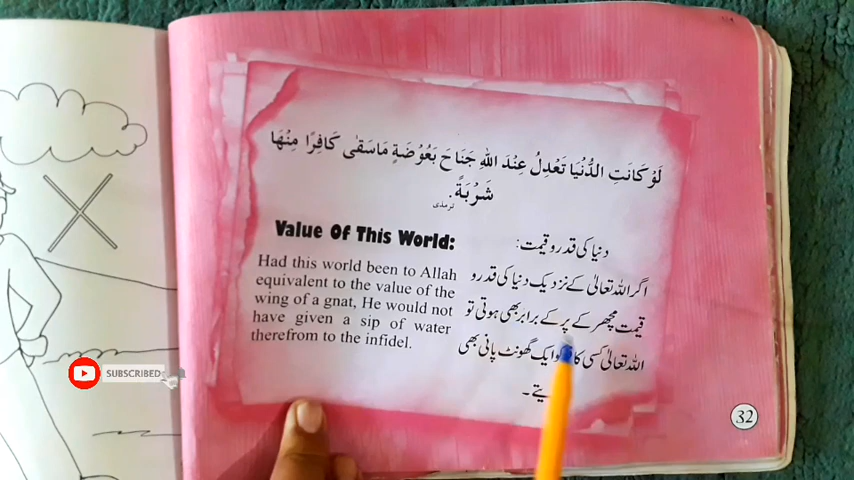 لَوْ كَانَتِ الدُّنْيَا تَعْدِلُ عِنْدَ اللهِ جَنَاحَ بَعُوْضَةٍ مَاسَقٰى كَافِرًا مِنْهَا
شَرْبَةً.
ترمذی
Value Of This World:
Had this world been to Allah
equivalent to the value of the
wing of a gnat, He would not
have given a sip of water
therefrom to the infidel.
دنیا کی قدر و قیمت:
اگر اللہ تعالیٰ کے نزدیک دنیا کی قدر و
قیمت مچھر کے پر کے برابر بھی ہوتی تو
اللہ تعالیٰ کسی ایک گھونٹ پانی بھی
32
SUBSCRIBED